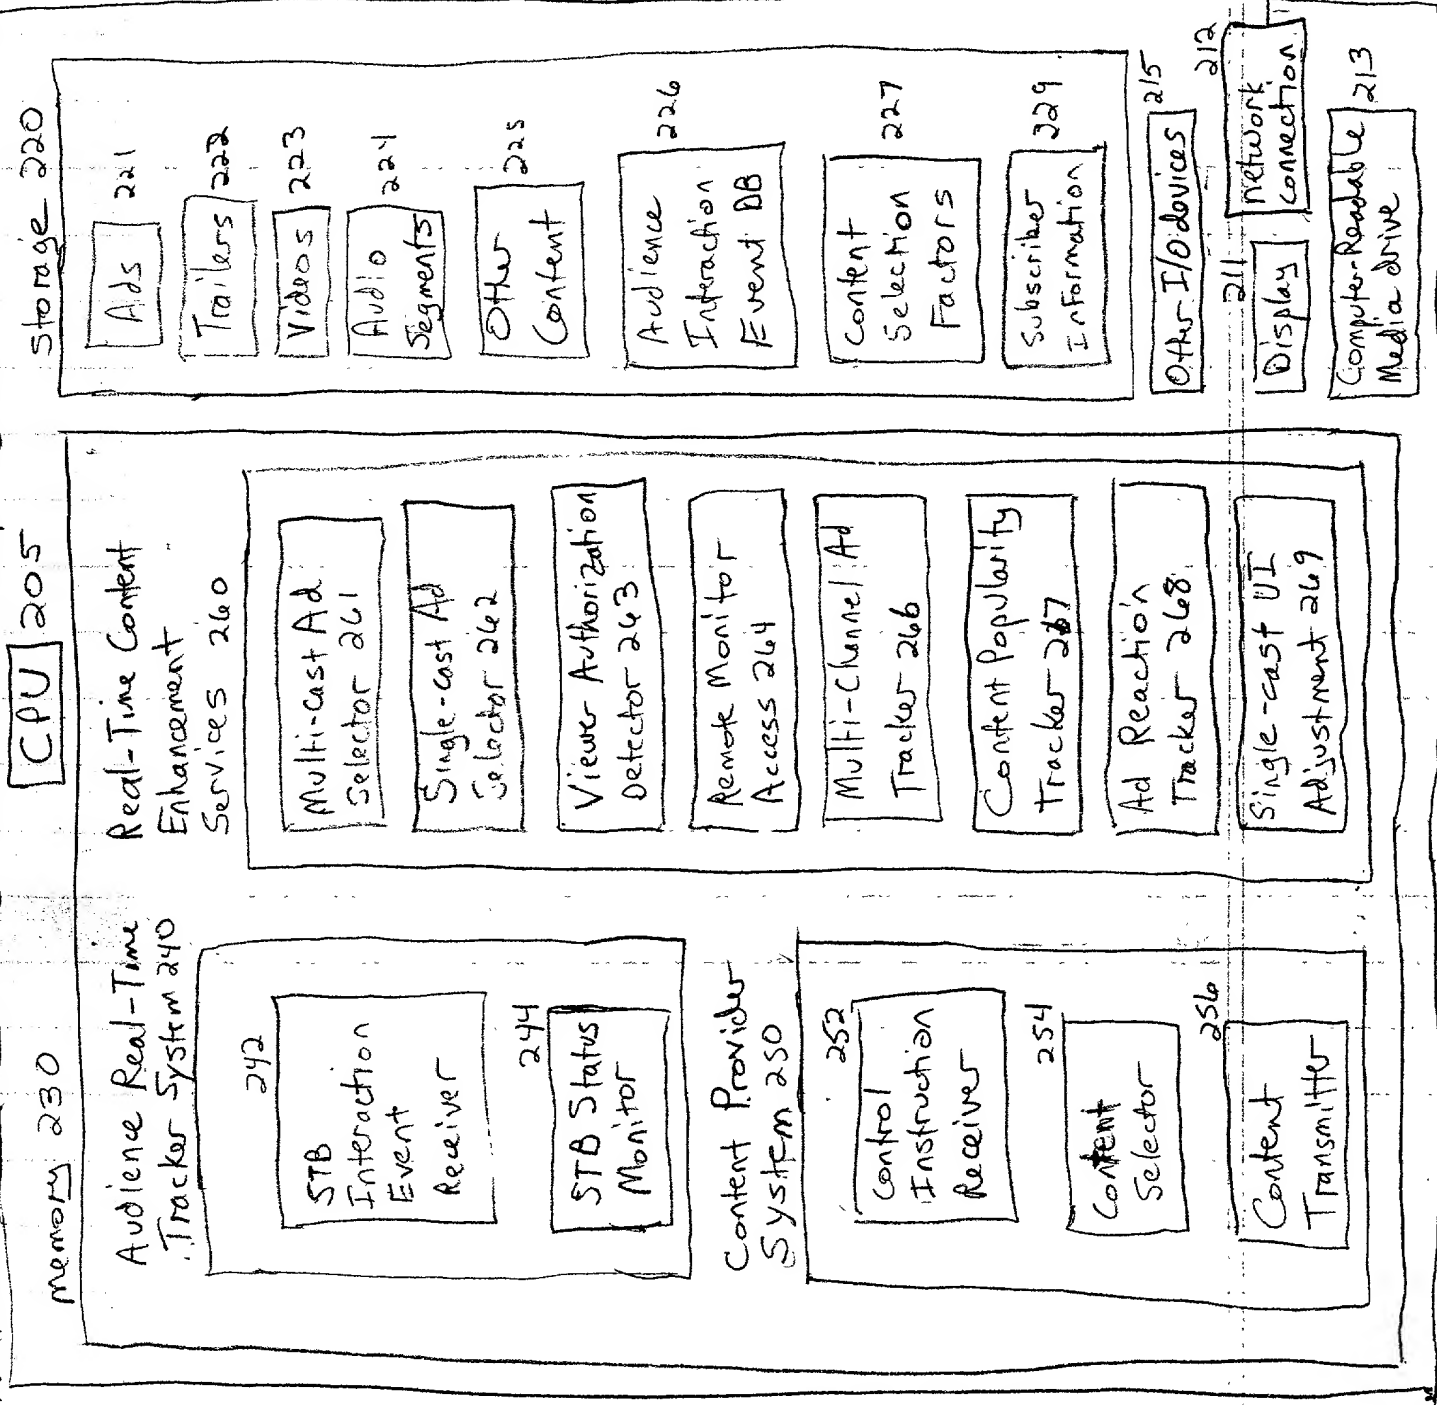 CPU 205
memory 230
Audience Real-Time
Tracker System 240
242
STB
Interaction
Event
Receiver
244
STB Status
Monitor
Content Provider
System 250
252
Control
Instruction
Receiver
254
Content
Selector
256
Content
Transmitter
Real-Time Content
Enhancement
Services 260
Multi-cast Ad
Selector 261
Single-cast Ad
Selector 262
Viewer Authorization
Detector 263
Remote Monitor
Access 264
Multi-Channel Ad
Tracker 266
Content Popularity
Tracker 267
Ad Reaction
Tracker 268
Single-cast UI
Adjustment 269
Storage 220
Ads 221
Trailers 222
Videos 223
Audio 224
Segments
Other 225
Content
Audience 226
Interaction
Event DB
Content 227
Selection
Factors
Subscriber 229
Information
Other I/O devices 215
211
Display
212
network
connection
Computer-Readable 213
Media drive